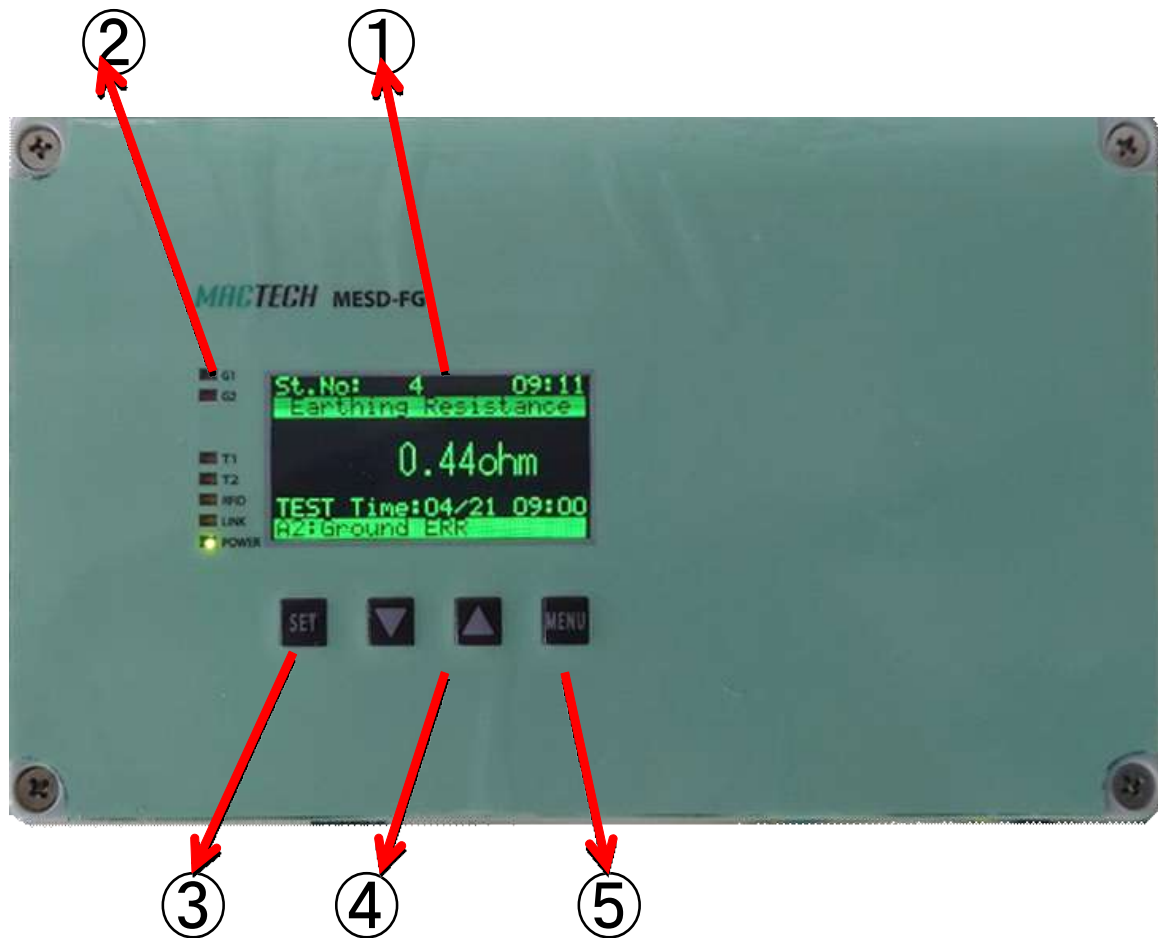 ② ①
MACTECH MESD-FG
G1
G2
St.No: 4 09:11
Earthing Resistance
0.44ohm
T1
T2
RFID
LINK
POWER
TEST Time:04/21 09:00
A2:Ground ERR
SET ▼ ▲ MENU
③ ④ ⑤